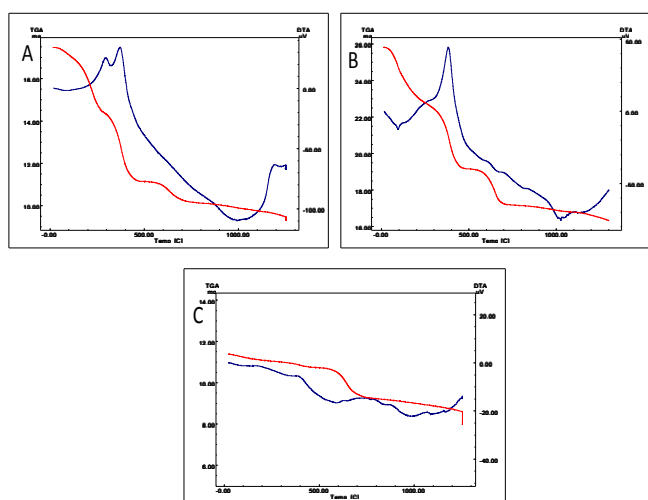 TGA
mg
DTA
uV
A
16.00
14.00
12.00
10.00
0.00
-50.00
-100.00
-0.00
500.00
1000.00
Temp [C]
TGA
mg
DTA
uV
B
26.00
24.00
22.00
20.00
18.00
16.00
50.00
0.00
-50.00
-0.00
500.00
1000.00
Temp [C]
TGA
mg
DTA
uV
C
14.00
12.00
10.00
8.00
6.00
20.00
0.00
-20.00
-40.00
500.00
1000.00
Temp [C]